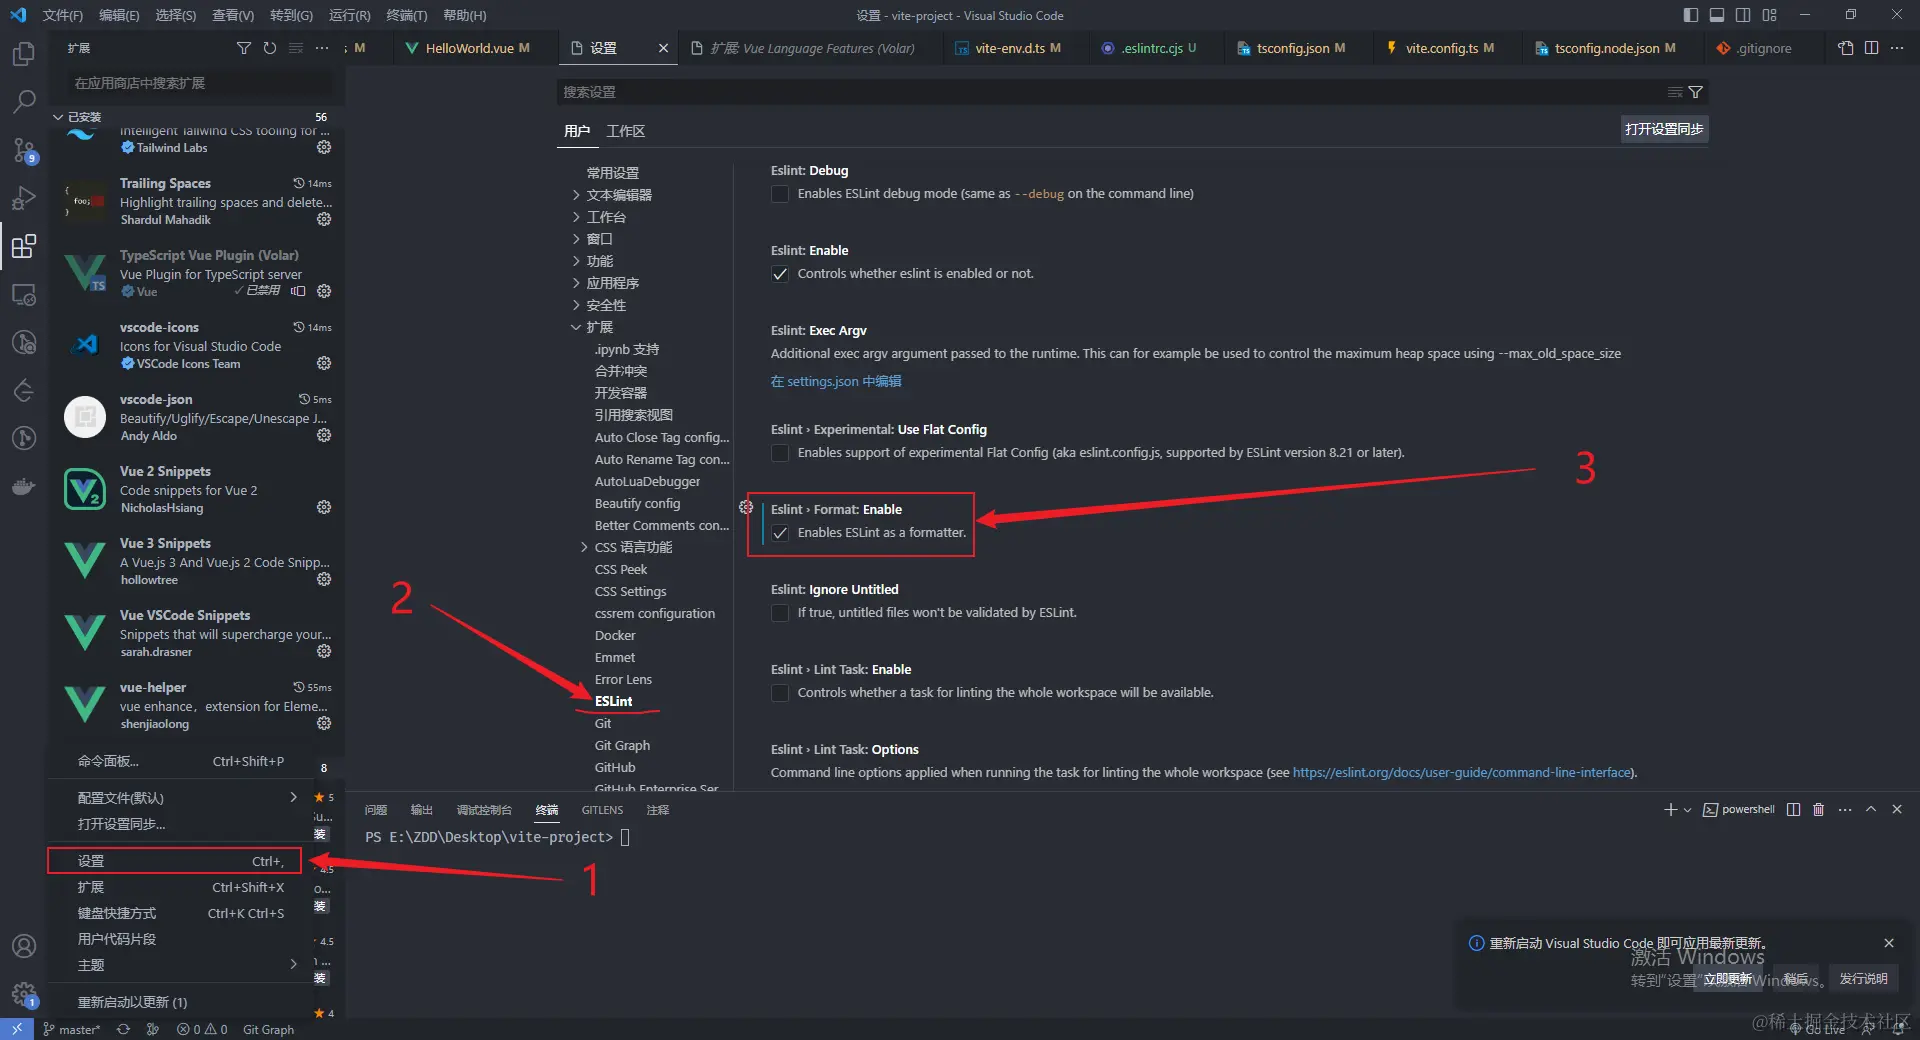 文件(F) 编辑(E) 选择(S) 查看(V) 转到(G) 运行(R) 终端(T) 帮助(H)
设置 - vite-project - Visual Studio Code
扩展
s M
HelloWorld.vue M
设置
扩展: Vue Language Features (Volar)
vite-env.d.ts M
.eslintrc.cjs U
tsconfig.json M
vite.config.ts M
tsconfig.node.json M
.gitignore
在应用商店中搜索扩展
已安装 56
Intelligent Tailwind CSS tooling for ...
Tailwind Labs
Trailing Spaces 14ms
{ foo; }
Highlight trailing spaces and delete...
Shardul Mahadik
TypeScript Vue Plugin (Volar)
Vue Plugin for TypeScript server
TS
Vue 已禁用
vscode-icons 14ms
Icons for Visual Studio Code
VSCode Icons Team
vscode-json 5ms
Beautify/Uglify/Escape/Unescape J...
Andy Aldo
Vue 2 Snippets
Code snippets for Vue 2
2
NicholasHsiang
Vue 3 Snippets
A Vue.js 3 And Vue.js 2 Code Snipp...
hollowtree
Vue VSCode Snippets
Snippets that will supercharge your...
sarah.drasner
vue-helper 55ms
vue enhance，extension for Eleme...
shenjiaolong
9
命令面板... Ctrl+Shift+P
8
配置文件(默认)
5
打开设置同步...
装
设置 Ctrl+,
4.5
扩展 Ctrl+Shift+X
o...
键盘快捷方式 Ctrl+K Ctrl+S
装
用户代码片段
4.5
主题
装
重新启动以更新 (1)
4
1
搜索设置
用户 工作区
打开设置同步
常用设置
文本编辑器
工作台
窗口
功能
应用程序
安全性
扩展
.ipynb 支持
合并冲突
开发容器
引用搜索视图
Auto Close Tag config...
Auto Rename Tag con...
AutoLuaDebugger
Beautify config
Better Comments con...
CSS 语言功能
CSS Peek
CSS Settings
cssrem configuration
Docker
Emmet
Error Lens
ESLint
Git
Git Graph
GitHub
GitHub Enterprise Ser...
Eslint: Debug
Enables ESLint debug mode (same as --debug on the command line)
Eslint: Enable
Controls whether eslint is enabled or not.
Eslint: Exec Argv
Additional exec argv argument passed to the runtime. This can for example be used to control the maximum heap space using --max_old_space_size
在 settings.json 中编辑
Eslint › Experimental: Use Flat Config
Enables support of experimental Flat Config (aka eslint.config.js, supported by ESLint version 8.21 or later).
3
Eslint › Format: Enable
Enables ESLint as a formatter.
2
Eslint: Ignore Untitled
If true, untitled files won't be validated by ESLint.
Eslint › Lint Task: Enable
Controls whether a task for linting the whole workspace will be available.
Eslint › Lint Task: Options
Command line options applied when running the task for linting the whole workspace (see https://eslint.org/docs/user-guide/command-line-interface).
问题 输出 调试控制台 终端 GITLENS 注释
powershell
PS E:\ZDD\Desktop\vite-project>
1
重新启动 Visual Studio Code 即可应用最新更新。
激活 Windows
转到"设置" Windows。
立即更新 稍后 发行说明
master* 0 0 Git Graph
Go Live
@稀土掘金技术社区